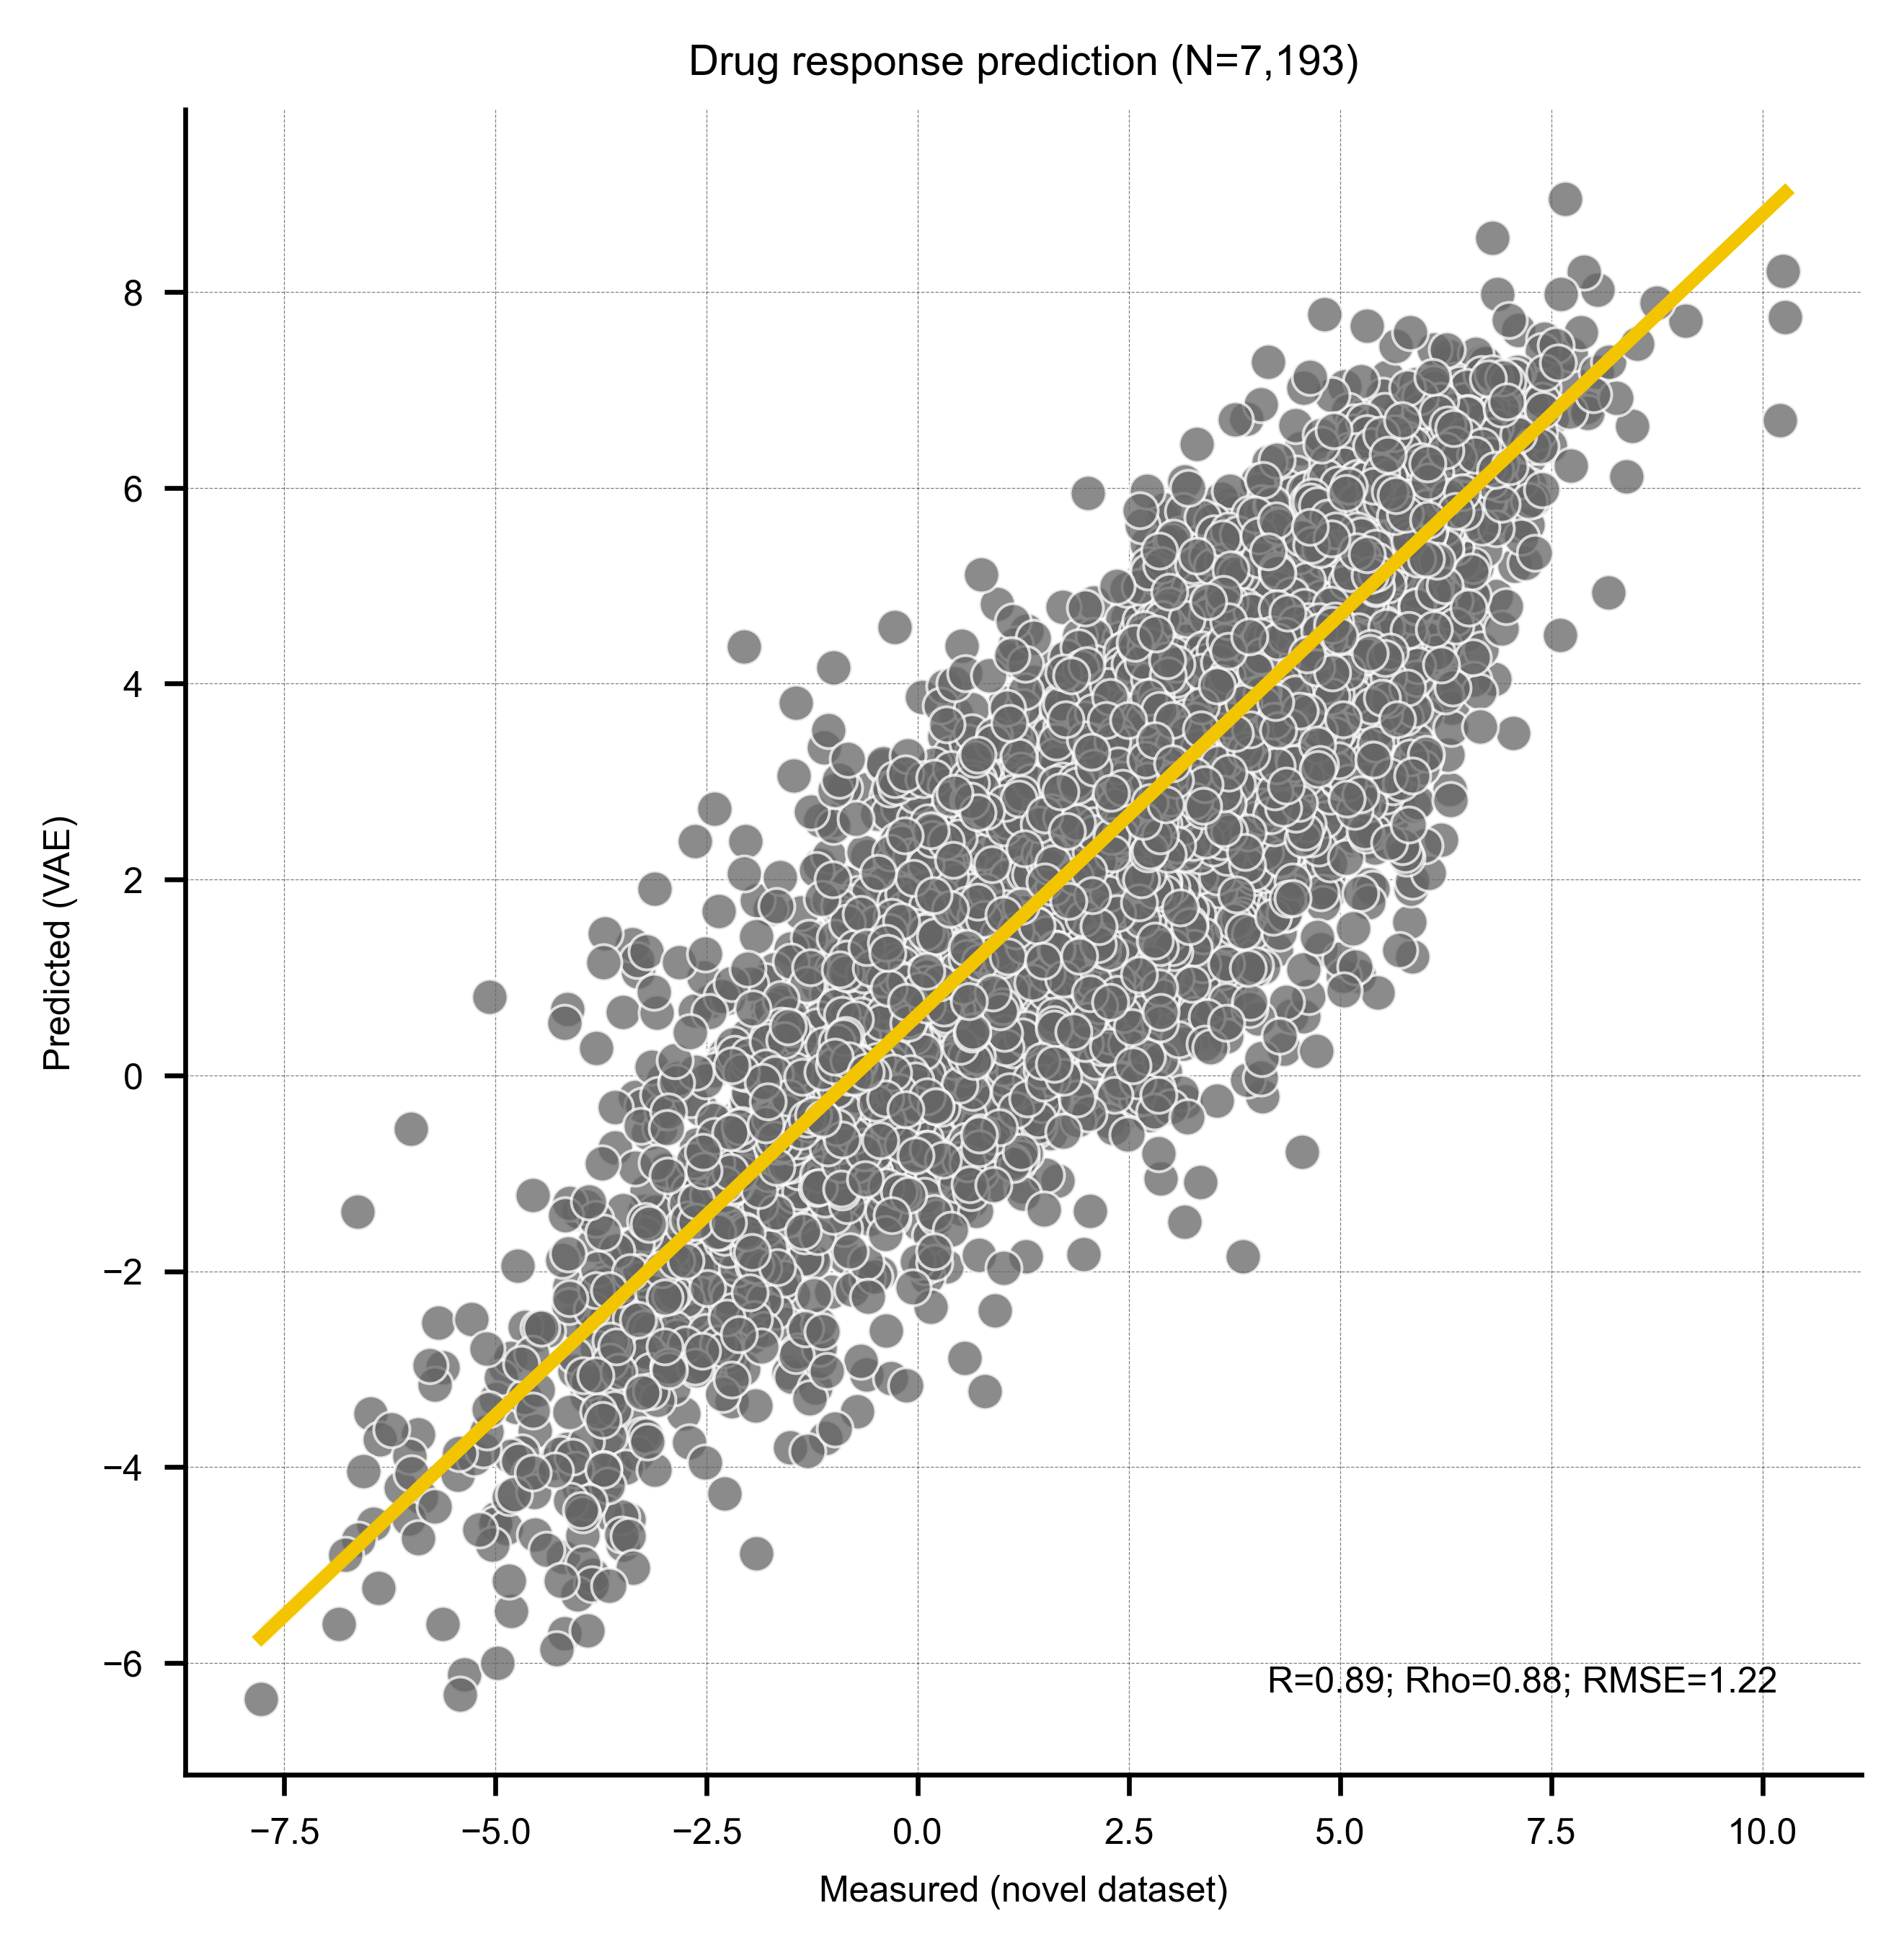 Drug response prediction (N=7,193)
Predicted (VAE)
8
6
4
2
0
−2
−4
−6
R=0.89; Rho=0.88; RMSE=1.22
−7.5 −5.0 −2.5 0.0 2.5 5.0 7.5 10.0
Measured (novel dataset)